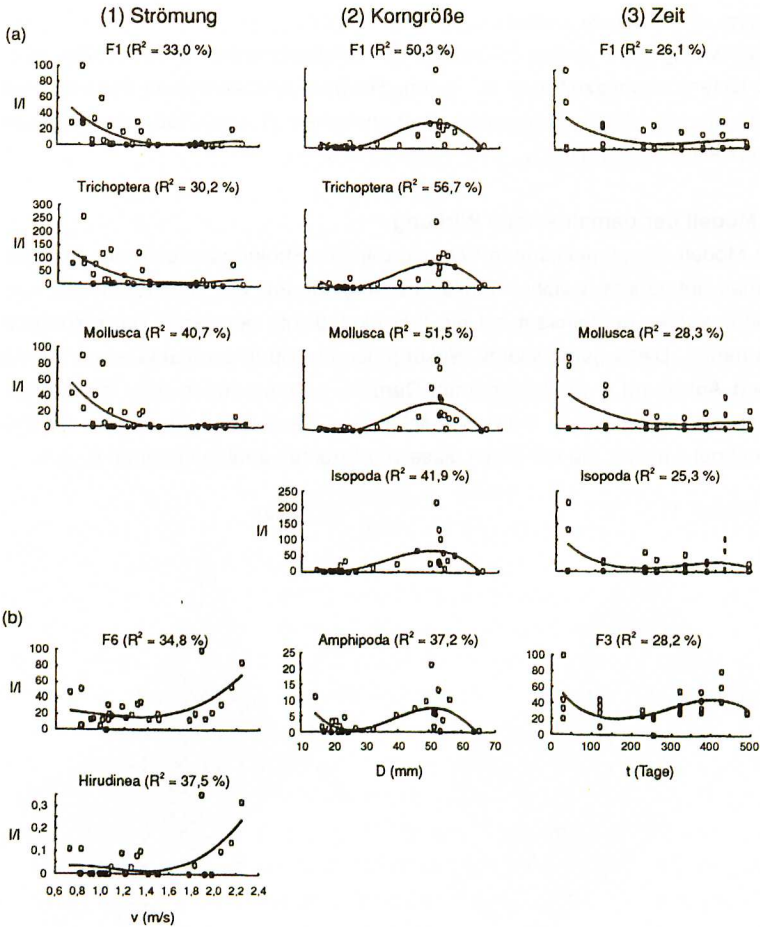 (1) Strömung (2) Korngröße (3) Zeit
(a)
F1 (R² = 33,0 %) F1 (R² = 50,3 %) F1 (R² = 26,1 %)
I/I
100
80
60
40
20
0
Trichoptera (R² = 30,2 %) Trichoptera (R² = 56,7 %)
I/I
300
250
200
150
100
50
0
Mollusca (R² = 40,7 %) Mollusca (R² = 51,5 %) Mollusca (R² = 28,3 %)
I/I
100
80
60
40
20
0
Isopoda (R² = 41,9 %) Isopoda (R² = 25,3 %)
I/I
250
200
150
100
50
0
(b)
F6 (R² = 34,8 %) Amphipoda (R² = 37,2 %) F3 (R² = 28,2 %)
I/I
100
80
60
40
20
0
25
20
15
10
5
0
100
80
60
40
20
0
10 20 30 40 50 60 70
0 100 200 300 400 500
D (mm) t (Tage)
Hirudinea (R² = 37,5 %)
I/I
0,3
0,2
0,1
0
0,6 0,8 1,0 1,2 1,4 1,6 1,8 2,0 2,2 2,4
v (m/s)